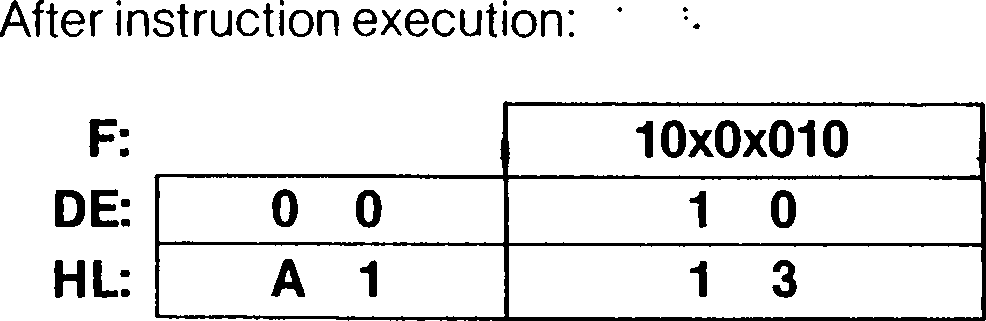 After instruction execution:
F: 10x0x010
DE: 0 0 1 0
HL: A 1 1 3